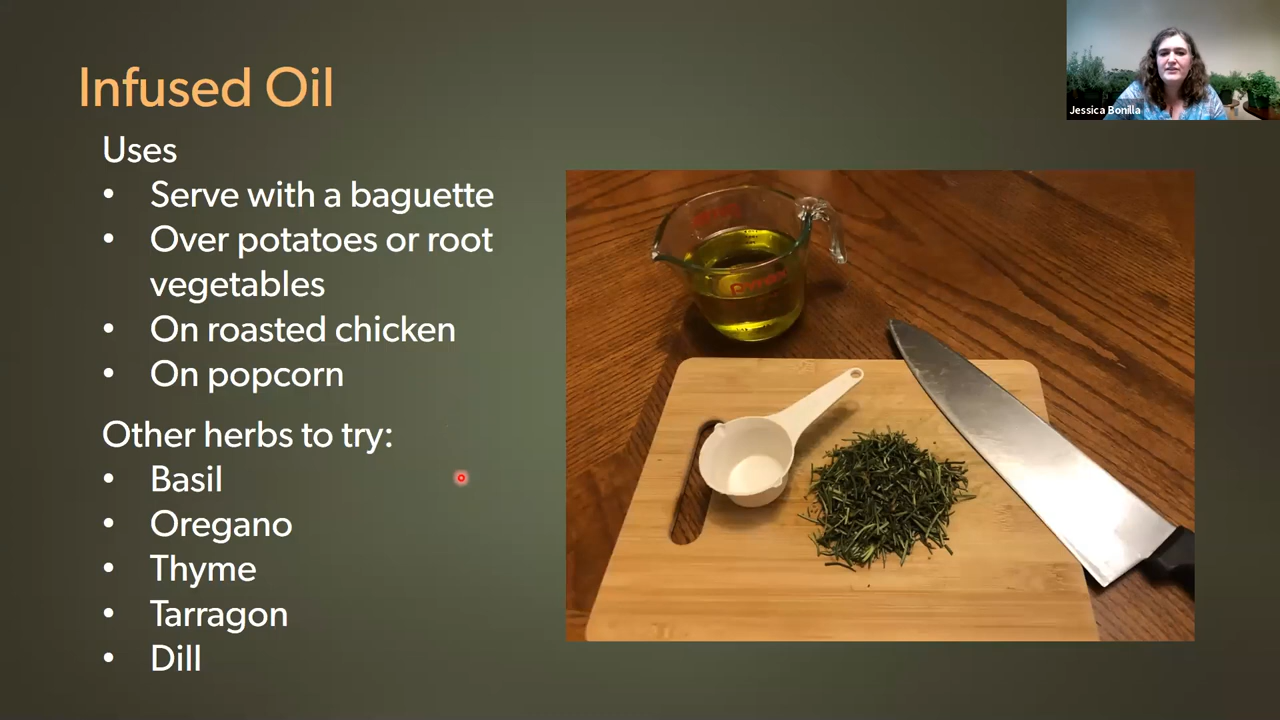 Infused Oil
Jessica Bonilla
Uses
• Serve with a baguette
• Over potatoes or root
vegetables
• On roasted chicken
• On popcorn
Other herbs to try:
• Basil
• Oregano
• Thyme
• Tarragon
• Dill